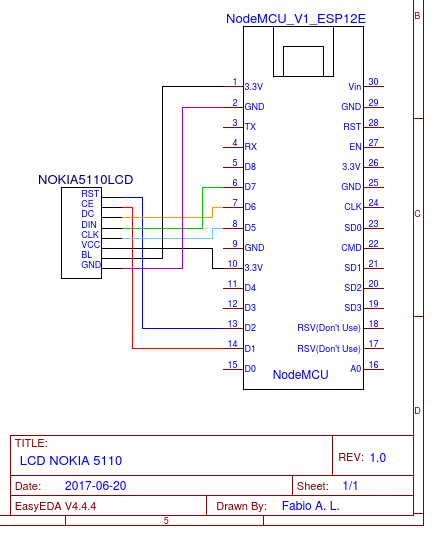 B
C
D
NodeMCU_V1_ESP12E
1 3.3V Vin 30
2 GND GND 29
3 TX RST 28
4 RX EN 27
5 D8 3.3V 26
6 D7 GND 25
7 D6 CLK 24
8 D5 SD0 23
9 GND CMD 22
10 3.3V SD1 21
11 D4 SD2 20
12 D3 SD3 19
13 D2 RSV(Don't Use) 18
14 D1 RSV(Don't Use) 17
15 D0 A0 16
NodeMCU
NOKIA5110LCD
RST
CE
DC
DIN
CLK
VCC
BL
GND
TITLE:
LCD NOKIA 5110
REV: 1.0
Date: 2017-06-20
Sheet: 1/1
EasyEDA V4.4.4
Drawn By: Fabio A. L.
5